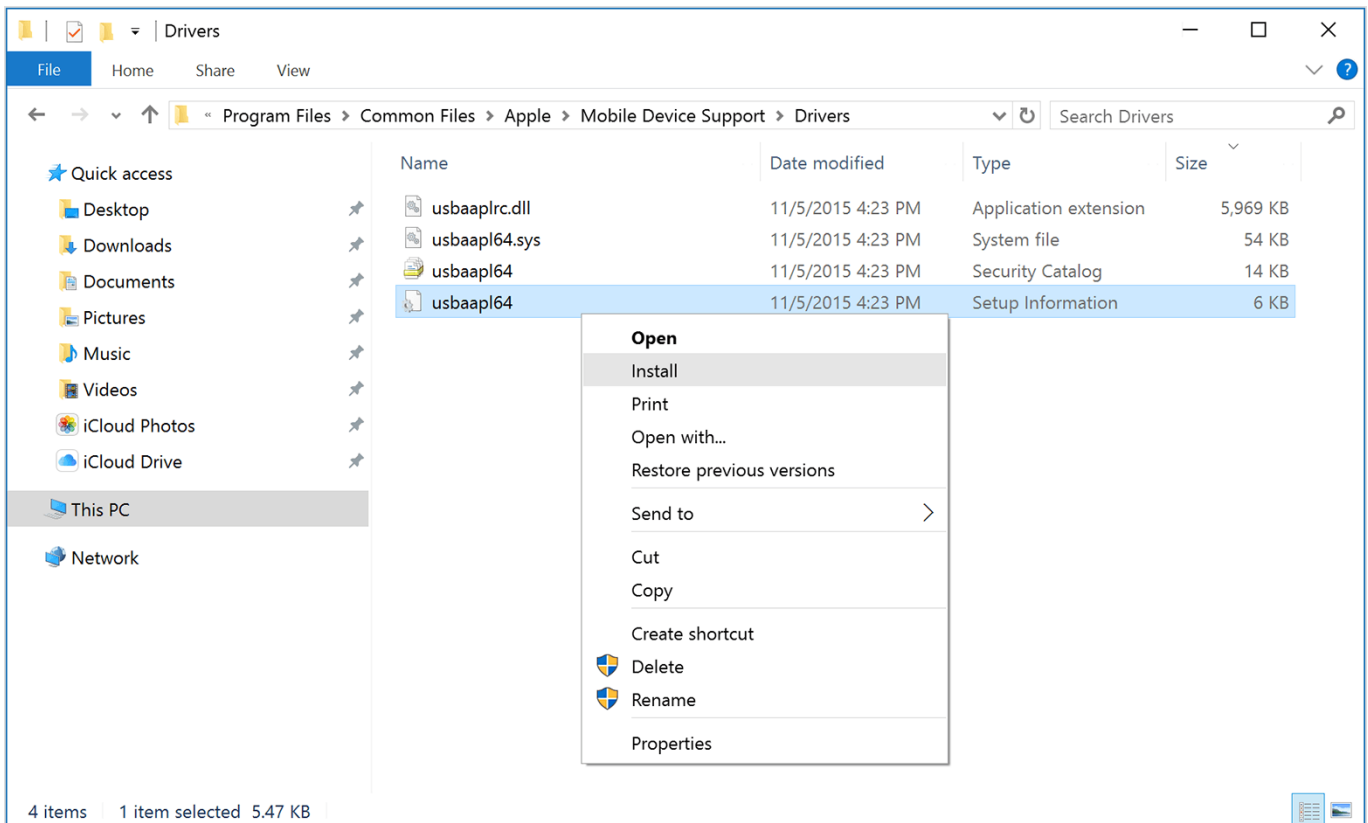 Drivers
File Home Share View
« Program Files > Common Files > Apple > Mobile Device Support > Drivers Search Drivers
Name Date modified Type Size
Quick access
Desktop
Downloads
Documents
Pictures
Music
Videos
iCloud Photos
iCloud Drive
This PC
Network
usbaaplrc.dll 11/5/2015 4:23 PM Application extension 5,969 KB
usbaapl64.sys 11/5/2015 4:23 PM System file 54 KB
usbaapl64 11/5/2015 4:23 PM Security Catalog 14 KB
usbaapl64 11/5/2015 4:23 PM Setup Information 6 KB
Open
Install
Print
Open with...
Restore previous versions
Send to
Cut
Copy
Create shortcut
Delete
Rename
Properties
4 items 1 item selected 5.47 KB